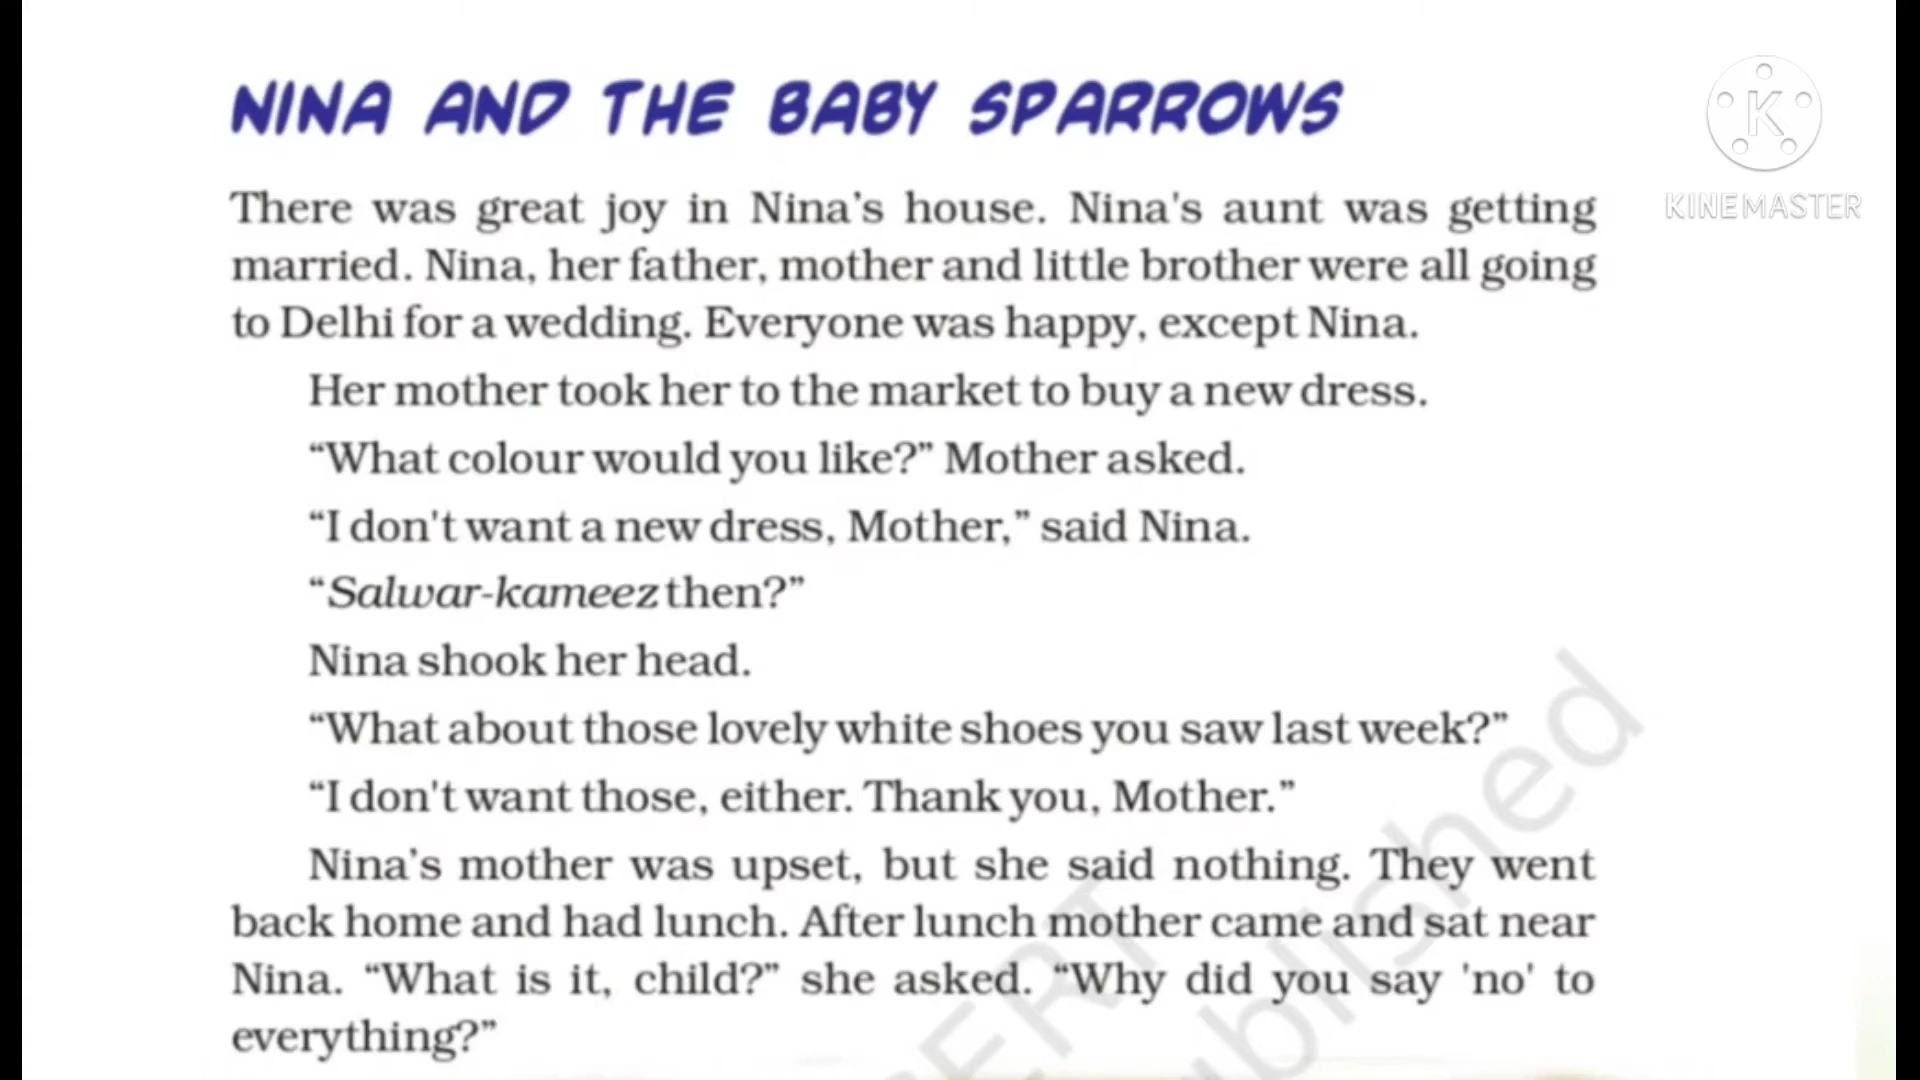 NINA AND THE BABY SPARROWS
K
KINEMASTER
There was great joy in Nina’s house. Nina's aunt was getting
married. Nina, her father, mother and little brother were all going
to Delhi for a wedding. Everyone was happy, except Nina.
Her mother took her to the market to buy a new dress.
“What colour would you like?” Mother asked.
“I don't want a new dress, Mother,” said Nina.
“Salwar-kameez then?”
Nina shook her head.
“What about those lovely white shoes you saw last week?”
“I don't want those, either. Thank you, Mother.”
Nina’s mother was upset, but she said nothing. They went
back home and had lunch. After lunch mother came and sat near
Nina. “What is it, child?” she asked. “Why did you say 'no' to
everything?”